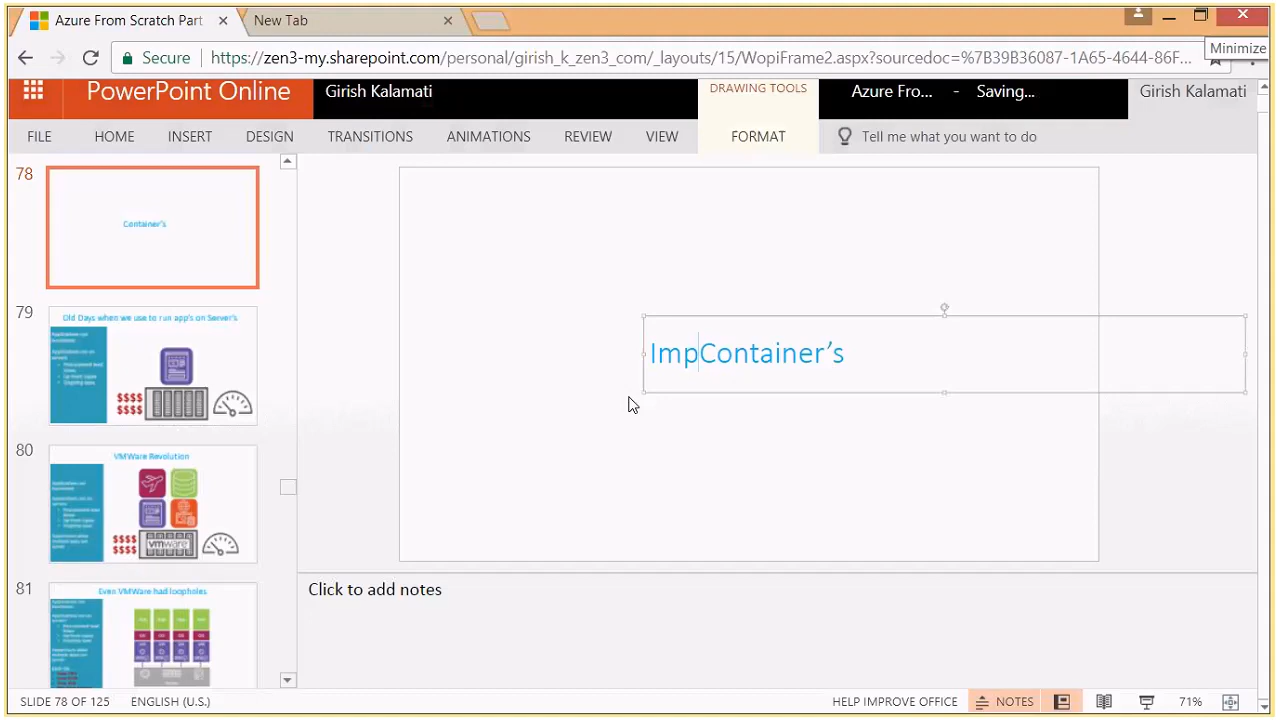 Azure From Scratch Part
New Tab
Minimize
Secure
https://zen3-my.sharepoint.com/personal/girish_k_zen3_com/_layouts/15/WopiFrame2.aspx?sourcedoc=%7B39B36087-1A65-4644-86F...
PowerPoint Online
Girish Kalamati
DRAWING TOOLS
Azure Fro... - Saving...
Girish Kalamati
FILE HOME INSERT DESIGN TRANSITIONS ANIMATIONS REVIEW VIEW FORMAT Tell me what you want to do
78
Container's
79
Old Days when we use to run app's on Server's
$$$$
$$$$
80
VMWare Revolution
$$$$
$$$$
vmware
81
Even VMWare had loopholes
ImpContainer’s
Click to add notes
SLIDE 78 OF 125 ENGLISH (U.S.) HELP IMPROVE OFFICE NOTES 71%